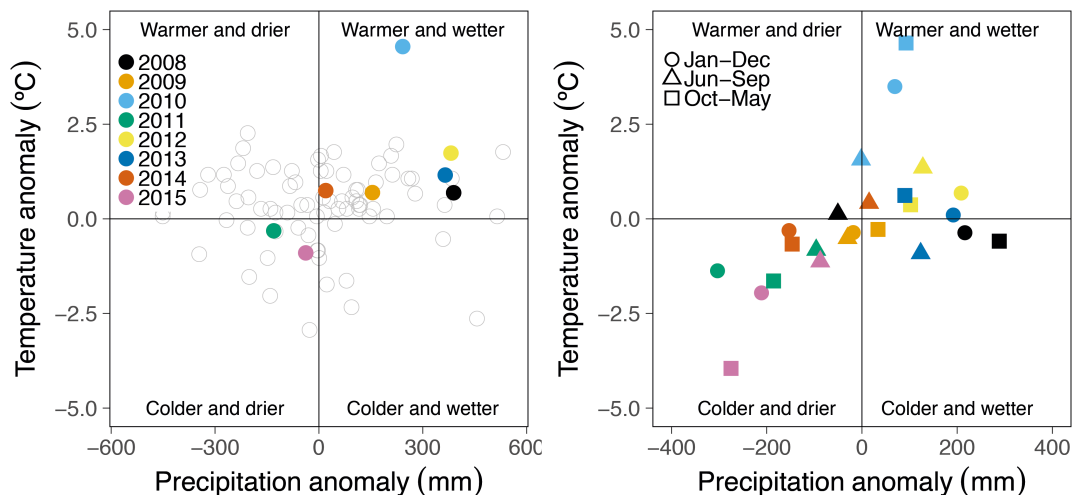 Warmer and drier
Warmer and wetter
2008
2009
2010
2011
2012
2013
2014
2015
Colder and drier
Colder and wetter
5.0
2.5
0.0
−2.5
−5.0
−600
−300
0
300
600
Temperature anomaly (ºC)
Precipitation anomaly (mm)
Warmer and drier
Warmer and wetter
Jan−Dec
Jun−Sep
Oct−May
Colder and drier
Colder and wetter
5.0
2.5
0.0
−2.5
−5.0
−400
−200
0
200
400
Temperature anomaly (ºC)
Precipitation anomaly (mm)